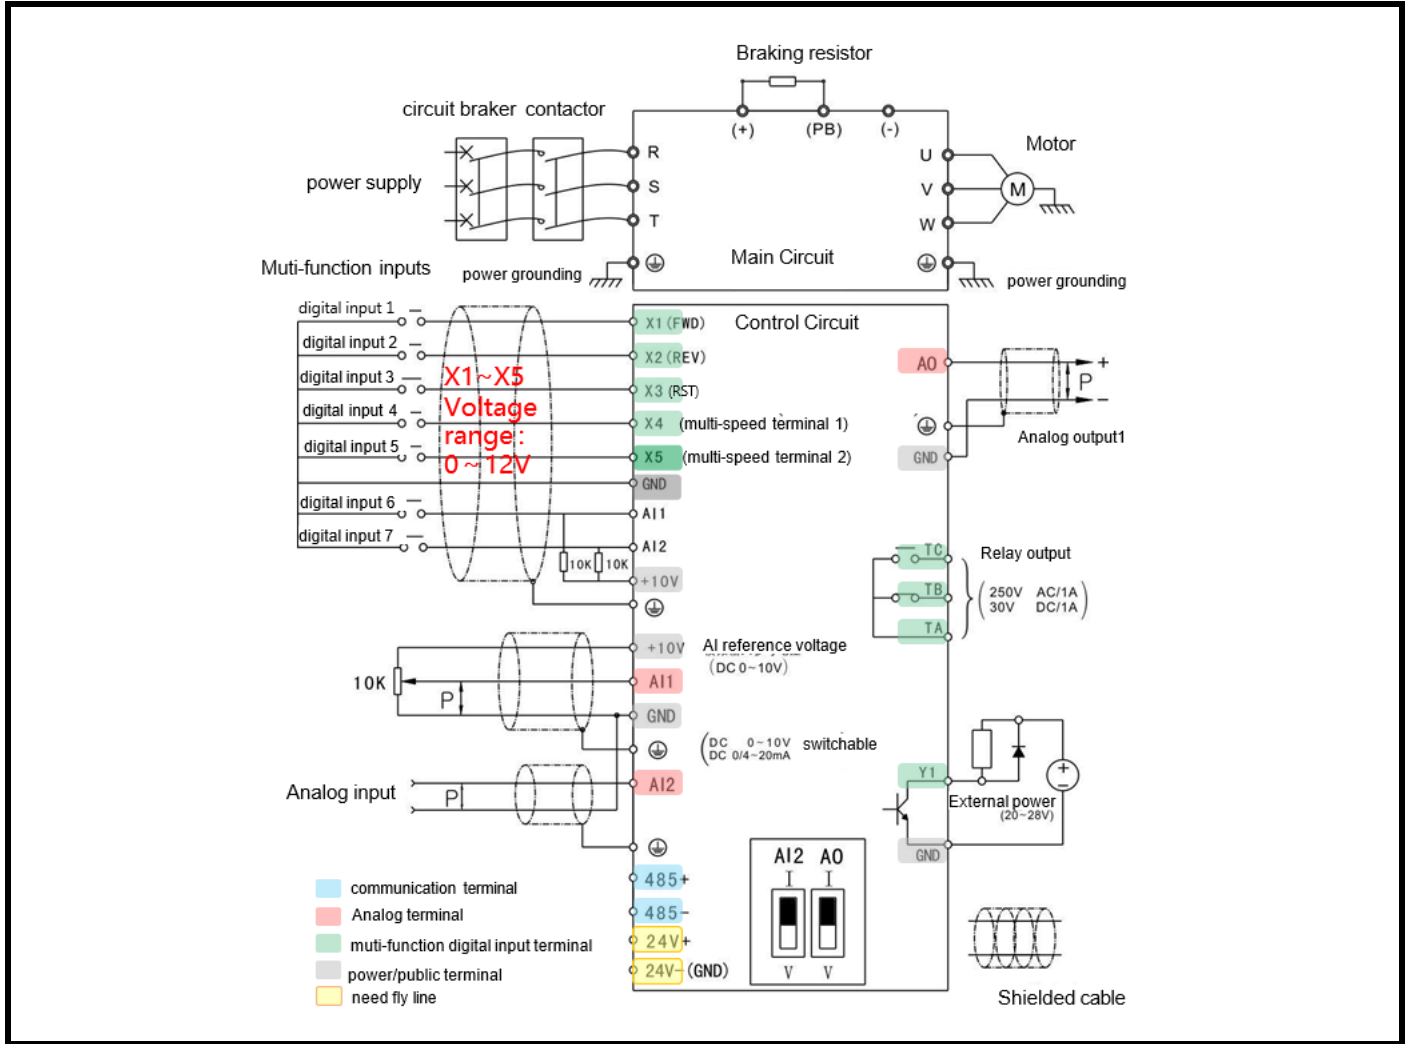 Braking resistor
circuit braker contactor
(+)
(PB)
(-)
R
U
Motor
power supply
S
V
M
T
W
Main Circuit
Muti-function inputs
power grounding
power grounding
digital input 1
X1 (FWD)
Control Circuit
digital input 2
X2 (REV)
AO
+
digital input 3
X1~X5
Voltage
range:
0~12V
X3 (RST)
P
−
digital input 4
X4 (multi-speed terminal 1)
Analog output1
digital input 5
X5 (multi-speed terminal 2)
GND
GND
digital input 6
AI1
digital input 7
AI2
10K
10K
+10V
TC
Relay output
TB
250V AC/1A
30V DC/1A
TA
+10V
AI reference voltage
(DC 0~10V)
10K
AI1
P
GND
DC 0~10V
DC 0/4~20mA
switchable
Analog input
P
AI2
Y1
+
−
External power
(20~28V)
GND
AI2 AO
I I
V V
485+
485-
24V+
24V-(GND)
communication terminal
Analog terminal
muti-function digital input terminal
power/public terminal
need fly line
Shielded cable